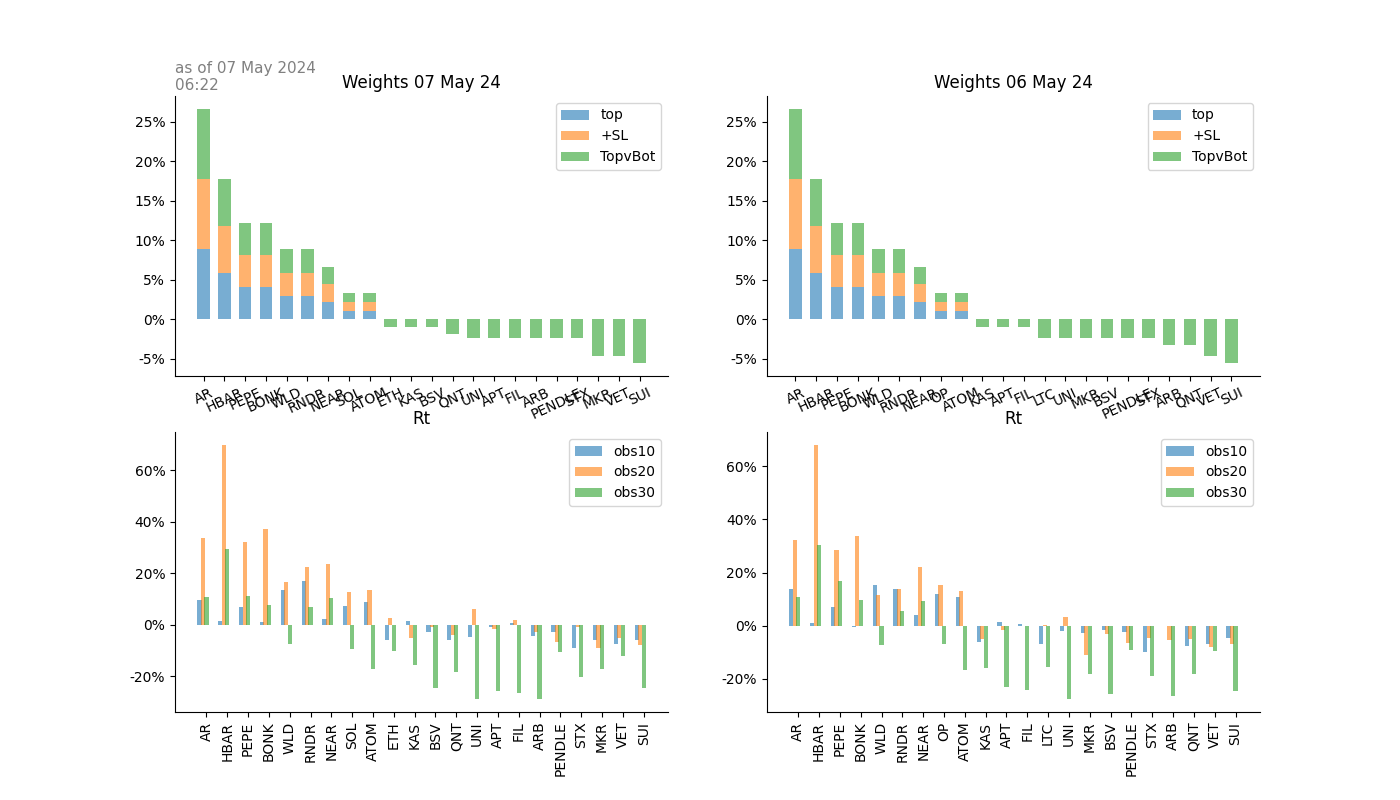 as of 07 May 2024
06:22
Weights 07 May 24
25%
20%
15%
10%
5%
0%
-5%
top
+SL
TopvBot
AR HBAR PEPE BONK WLD RNDR NEAR SOL ATOM ETH KAS BSV QNT UNI APT FIL ARB PENDLE STX MKR VET SUI
Weights 06 May 24
25%
20%
15%
10%
5%
0%
-5%
top
+SL
TopvBot
AR HBAR PEPE BONK WLD RNDR NEAR OP ATOM KAS APT FIL LTC UNI MKR BSV PENDLE STX ARB QNT VET SUI
Rt
60%
40%
20%
0%
-20%
obs10
obs20
obs30
AR HBAR PEPE BONK WLD RNDR NEAR SOL ATOM ETH KAS BSV QNT UNI APT FIL ARB PENDLE STX MKR VET SUI
Rt
60%
40%
20%
0%
-20%
obs10
obs20
obs30
AR HBAR PEPE BONK WLD RNDR NEAR OP ATOM KAS APT FIL LTC UNI MKR BSV PENDLE STX ARB QNT VET SUI